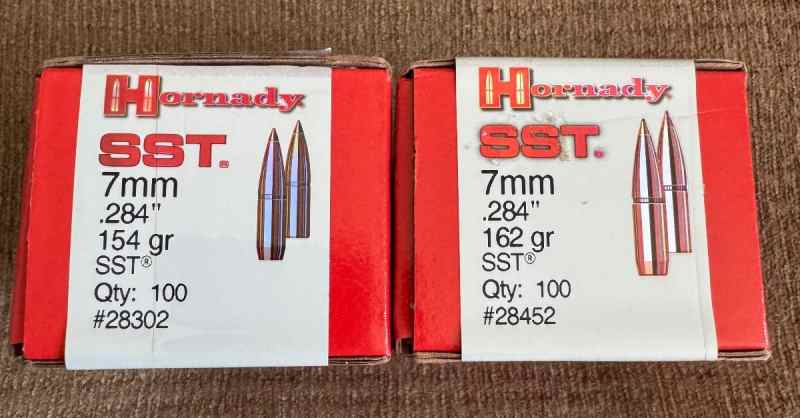 Hornady
SST.
7mm
.284"
154 gr
SST®
Qty: 100
#28302
Hornady
SST.
7mm
.284"
162 gr
SST®
Qty: 100
#28452